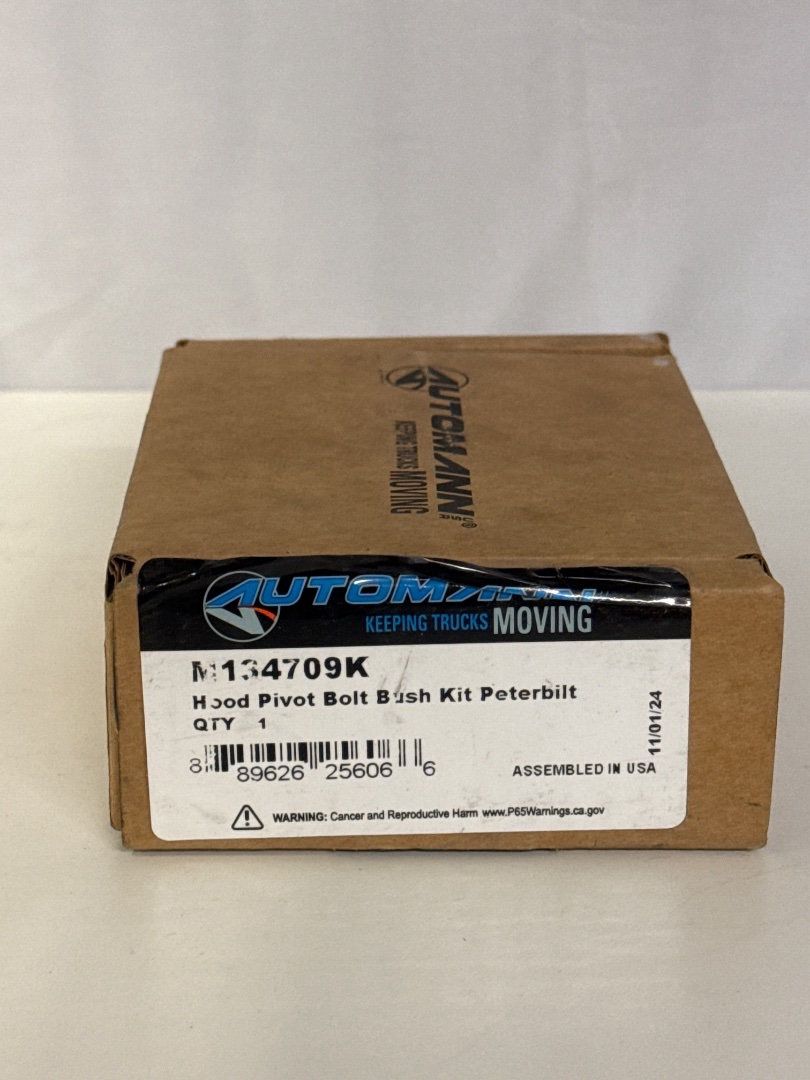 AUTOMANN
KEEPING TRUCKS MOVING
AUTOMANN
KEEPING TRUCKS MOVING
M134709K
Hood Pivot Bolt Bush Kit Peterbilt
QTY 1
8 89626 25606 6
ASSEMBLED IN USA
11/01/24
WARNING: Cancer and Reproductive Harm www.P65Warnings.ca.gov